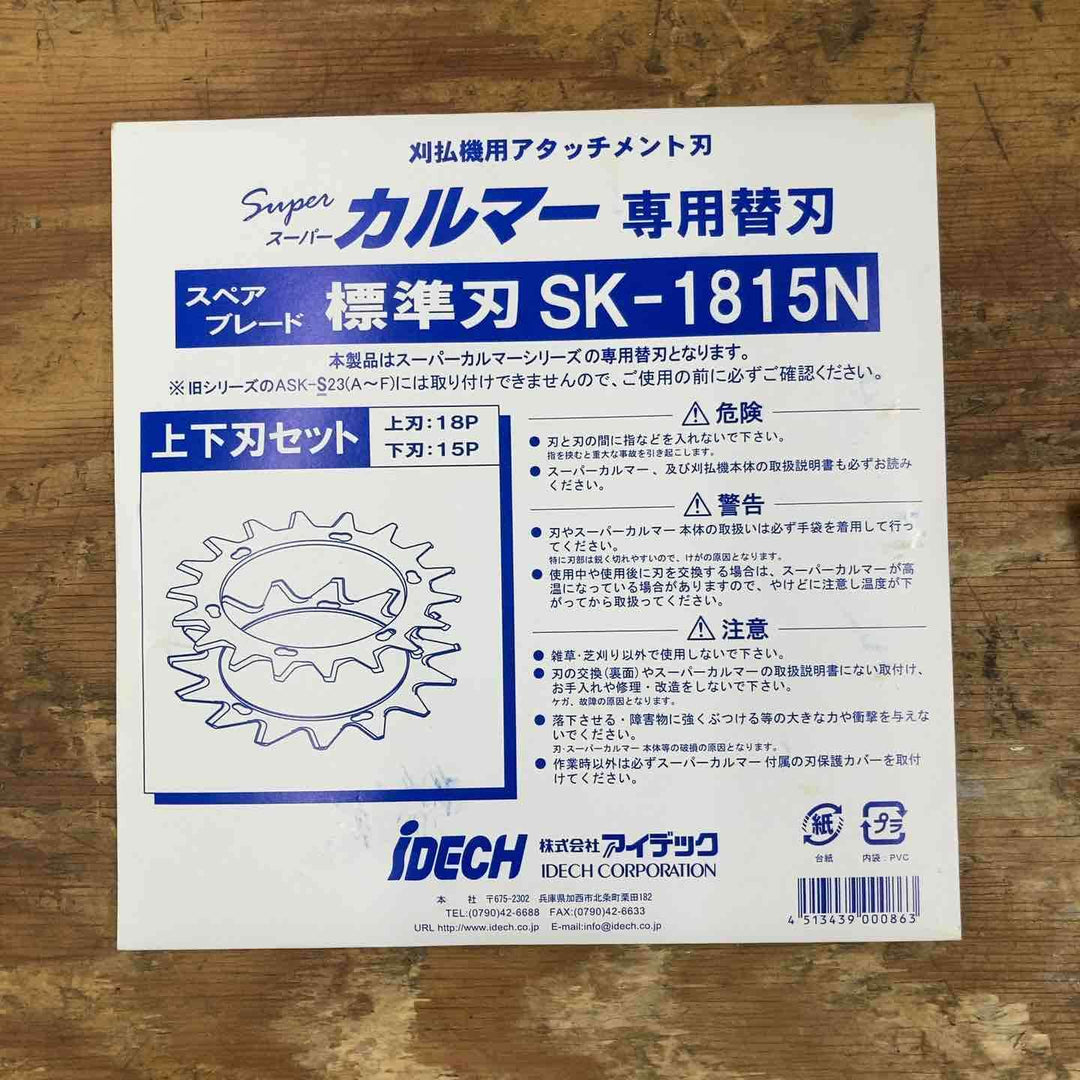 刈払機用アタッチメント刃
Super
スーパー カルマー 専用替刃
スペア
ブレード 標準刃 SK-1815N
本製品はスーパーカルマーシリーズの専用替刃となります。
※旧シリーズのASK-S23(A～F)には取り付けできませんので、ご使用の前に必ずご確認ください。
上下刃セット
上刃:18P
下刃:15P
⚠ 危険
● 刃と刃の間に指などを入れないで下さい。
指を挟むと重大な事故を引き起こします。
● スーパーカルマー、及び刈払機本体の取扱説明書も必ずお読み
ください。
⚠ 警告
● 刃やスーパーカルマー本体の取扱いは必ず手袋を着用して行っ
てください。
特に刃部は鋭く切れやすいので、けがの原因となります。
● 使用中や使用後に刃を交換する場合は、スーパーカルマーが高
温になっている場合がありますので、やけどに注意し温度が下
がってから取扱ってください。
⚠ 注意
● 雑草・芝刈り以外で使用しないで下さい。
● 刃の交換(裏面)やスーパーカルマーの取扱説明書にない取付け、
お手入れや修理・改造をしないで下さい。
ケガ、故障の原因となります。
● 落下させる・障害物に強くぶつける等の大きな力や衝撃を与えな
いでください。
刃・スーパーカルマー本体等の破損の原因となります。
● 作業時以外は必ずスーパーカルマー付属の刃保護カバーを取付
けてください。
紙
台紙
プラ
内袋:PVC
iDECH 株式会社アイデック
IDECH CORPORATION
本 社 〒675-2302 兵庫県加西市北条町栗田182
TEL:(0790)42-6688 FAX:(0790)42-6633
URL http://www.idech.co.jp E-mail:info@idech.co.jp
4 513439 000863